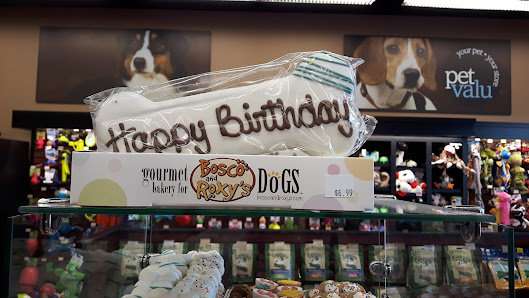 your pet • your store
pet
valu
Happy Birthday
gourmet
bakery for
Bosco
and
Roxy's
DOGS
$6.99